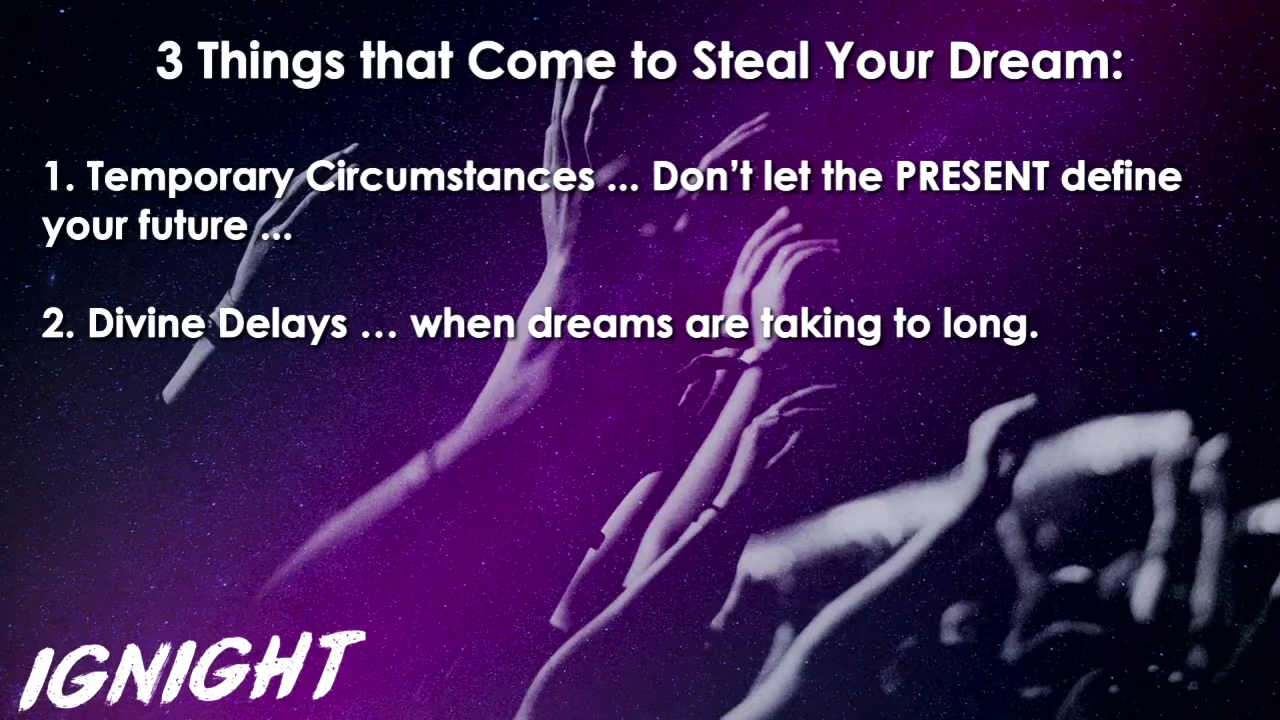 3 Things that Come to Steal Your Dream:
1. Temporary Circumstances ... Don’t let the PRESENT define
your future ...
2. Divine Delays … when dreams are taking to long.
IGNIGHT